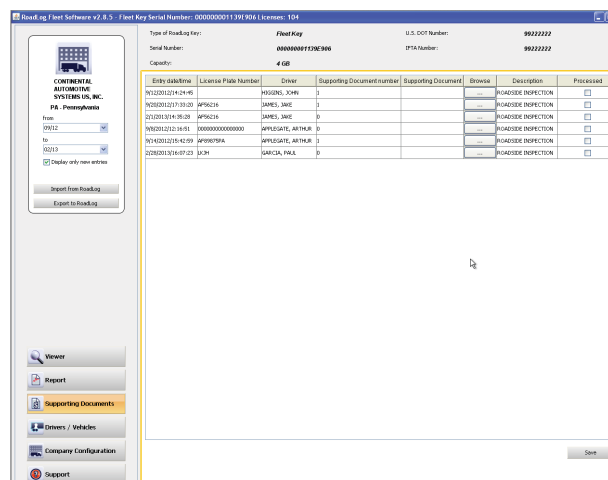 RoadLog Fleet Software v2.8.5 - Fleet Key Serial Number: 000000001139E906 Licenses: 104
CONTINENTAL
AUTOMOTIVE
SYSTEMS US, INC.
PA - Pennsylvania
from
09/12
to
02/13
Display only new entries
Import from RoadLog
Export to RoadLog
Viewer
Report
Supporting Documents
Drivers / Vehicles
Company Configuration
Support
Type of RoadLog Key: Fleet Key U.S. DOT Number: 99222222
Serial Number: 000000001139E906 IFTA Number: 99222222
Capacity: 4 GB
Entry date/time License Plate Number Driver Supporting Document number Supporting Document Browse Description Processed
9/12/2012/14:24:45 HIGGINS, JOHN 1 ... ROADSIDE INSPECTION
9/20/2012/17:33:20 AF56216 JAMES, JAKE 1 ... ROADSIDE INSPECTION
2/1/2013/14:35:28 AF56216 JAMES, JAKE 0 ... ROADSIDE INSPECTION
9/8/2012/12:16:51 00000000000000 APPLEGATE, ARTHUR 0 ... ROADSIDE INSPECTION
9/14/2012/15:42:59 AF89875PA APPLEGATE, ARTHUR 1 ... ROADSIDE INSPECTION
2/28/2013/16:07:23 GARCIA, PAUL 0 ... ROADSIDE INSPECTION
Save